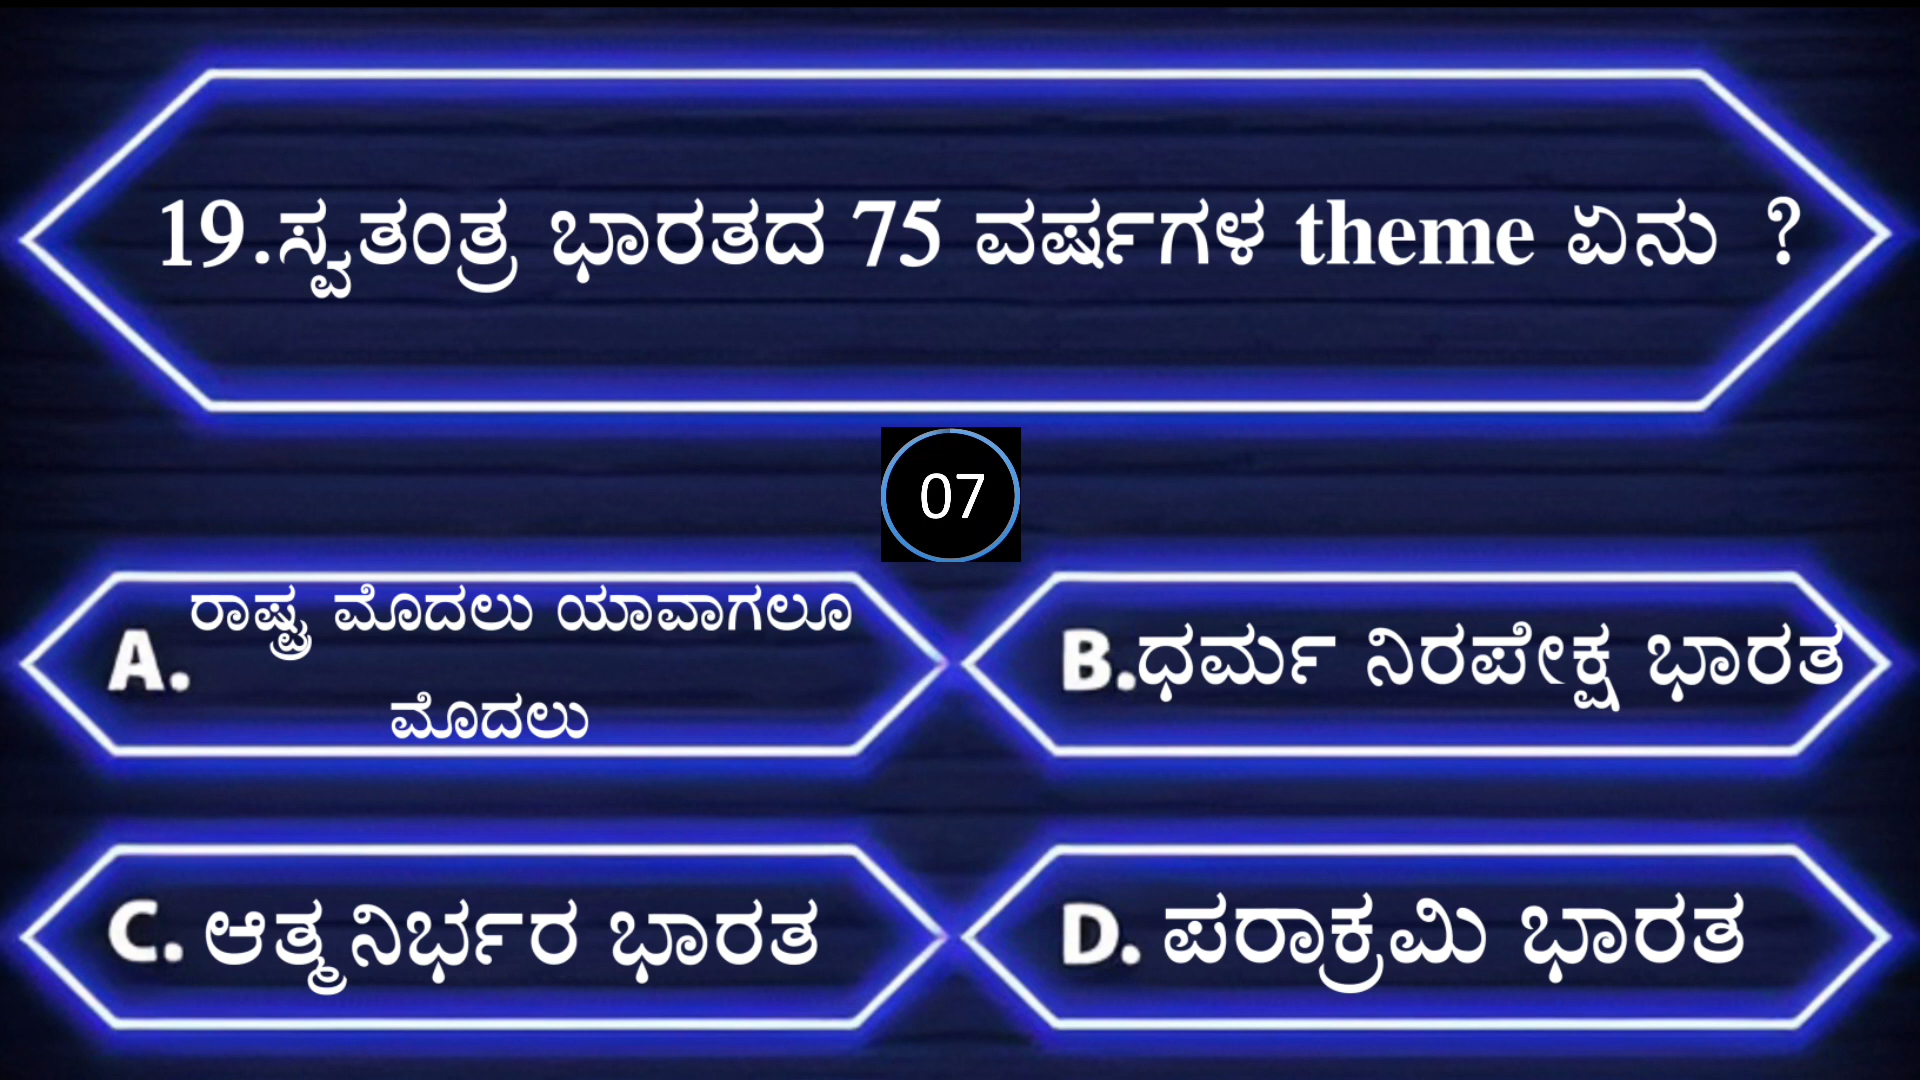 19.ಸ್ವತಂತ್ರ ಭಾರತದ 75 ವರ್ಷಗಳ theme ಏನು ?
07
A. ರಾಷ್ಟ್ರ ಮೊದಲು ಯಾವಾಗಲೂ
ಮೊದಲು
B.ಧರ್ಮ ನಿರಪೇಕ್ಷ ಭಾರತ
C. ಆತ್ಮನಿರ್ಭರ ಭಾರತ
D. ಪರಾಕ್ರಮಿ ಭಾರತ